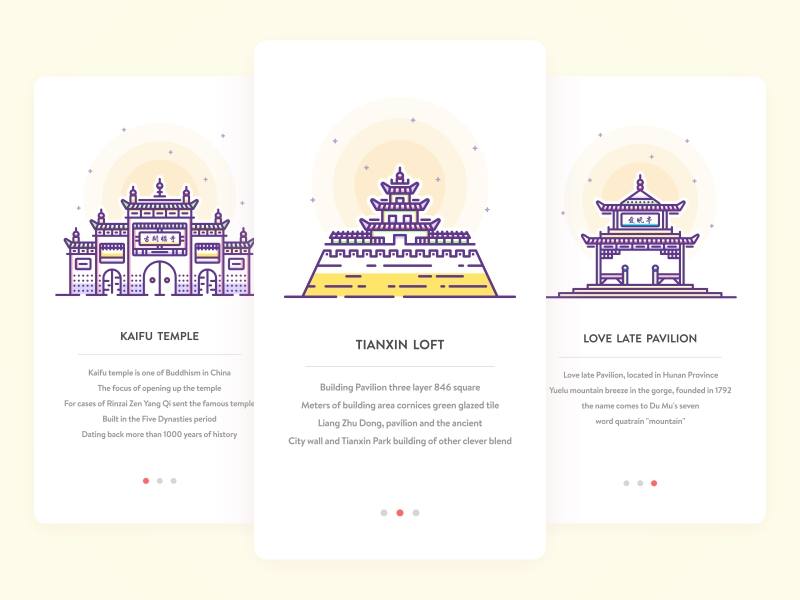 KAIFU TEMPLE
Kaifu temple is one of Buddhism in China
The focus of opening up the temple
For cases of Rinzai Zen Yang Qi sent the famous temple
Built in the Five Dynasties period
Dating back more than 1000 years of history
TIANXIN LOFT
Building Pavilion three layer 846 square
Meters of building area cornices green glazed tile
Liang Zhu Dong, pavilion and the ancient
City wall and Tianxin Park building of other clever blend
爱晚亭
LOVE LATE PAVILION
Love late Pavilion, located in Hunan Province
Yuelu mountain breeze in the gorge, founded in 1792
the name comes to Du Mu's seven
word quatrain "mountain"